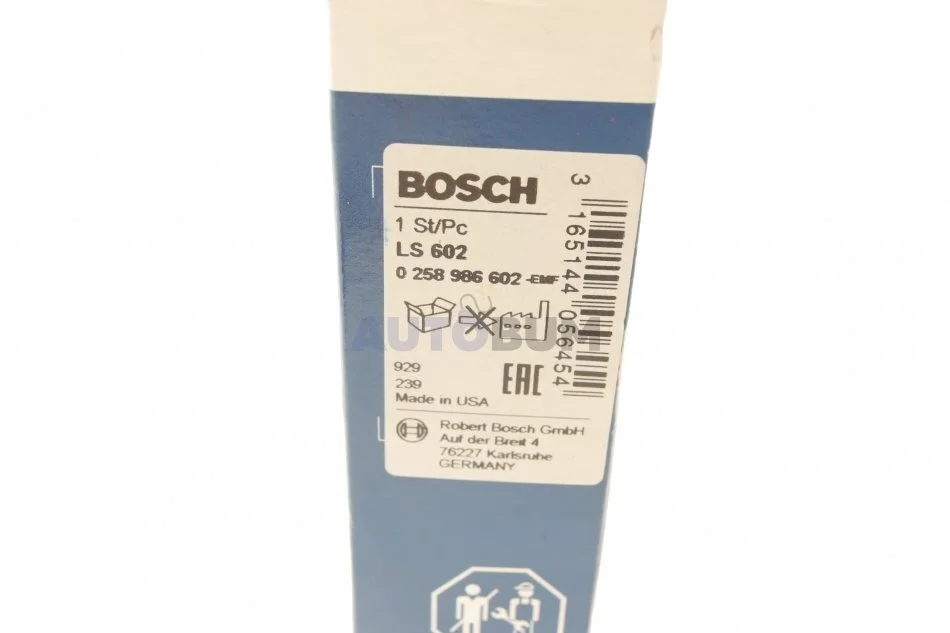 BOSCH
1 St/Pc
LS 602
0 258 986 602 -EMF
3 165144 056454
AUTOBUM
929
239
Made in USA
EAC
Robert Bosch GmbH
Auf der Breit 4
76227 Karlsruhe
GERMANY